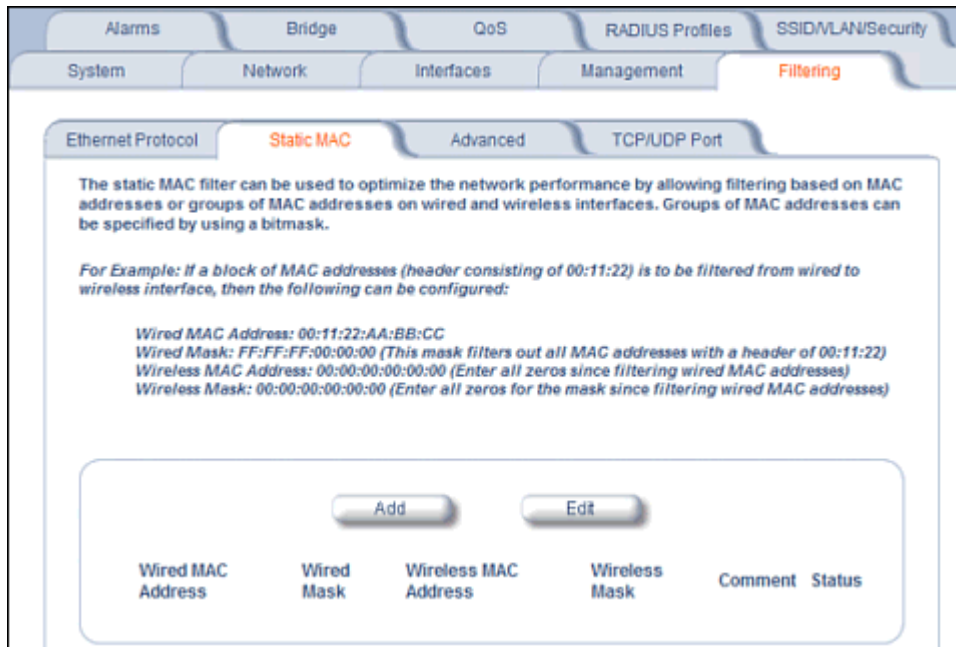 Alarms Bridge QoS RADIUS Profiles SSID/VLAN/Security
System Network Interfaces Management Filtering
Ethernet Protocol Static MAC Advanced TCP/UDP Port
The static MAC filter can be used to optimize the network performance by allowing filtering based on MAC
addresses or groups of MAC addresses on wired and wireless interfaces. Groups of MAC addresses can
be specified by using a bitmask.
For Example: If a block of MAC addresses (header consisting of 00:11:22) is to be filtered from wired to
wireless interface, then the following can be configured:
Wired MAC Address: 00:11:22:AA:BB:CC
Wired Mask: FF:FF:FF:00:00:00 (This mask filters out all MAC addresses with a header of 00:11:22)
Wireless MAC Address: 00:00:00:00:00:00 (Enter all zeros since filtering wired MAC addresses)
Wireless Mask: 00:00:00:00:00:00 (Enter all zeros for the mask since filtering wired MAC addresses)
Add Edit
Wired MAC Wired Wireless MAC Wireless
Address Mask Address Mask Comment Status